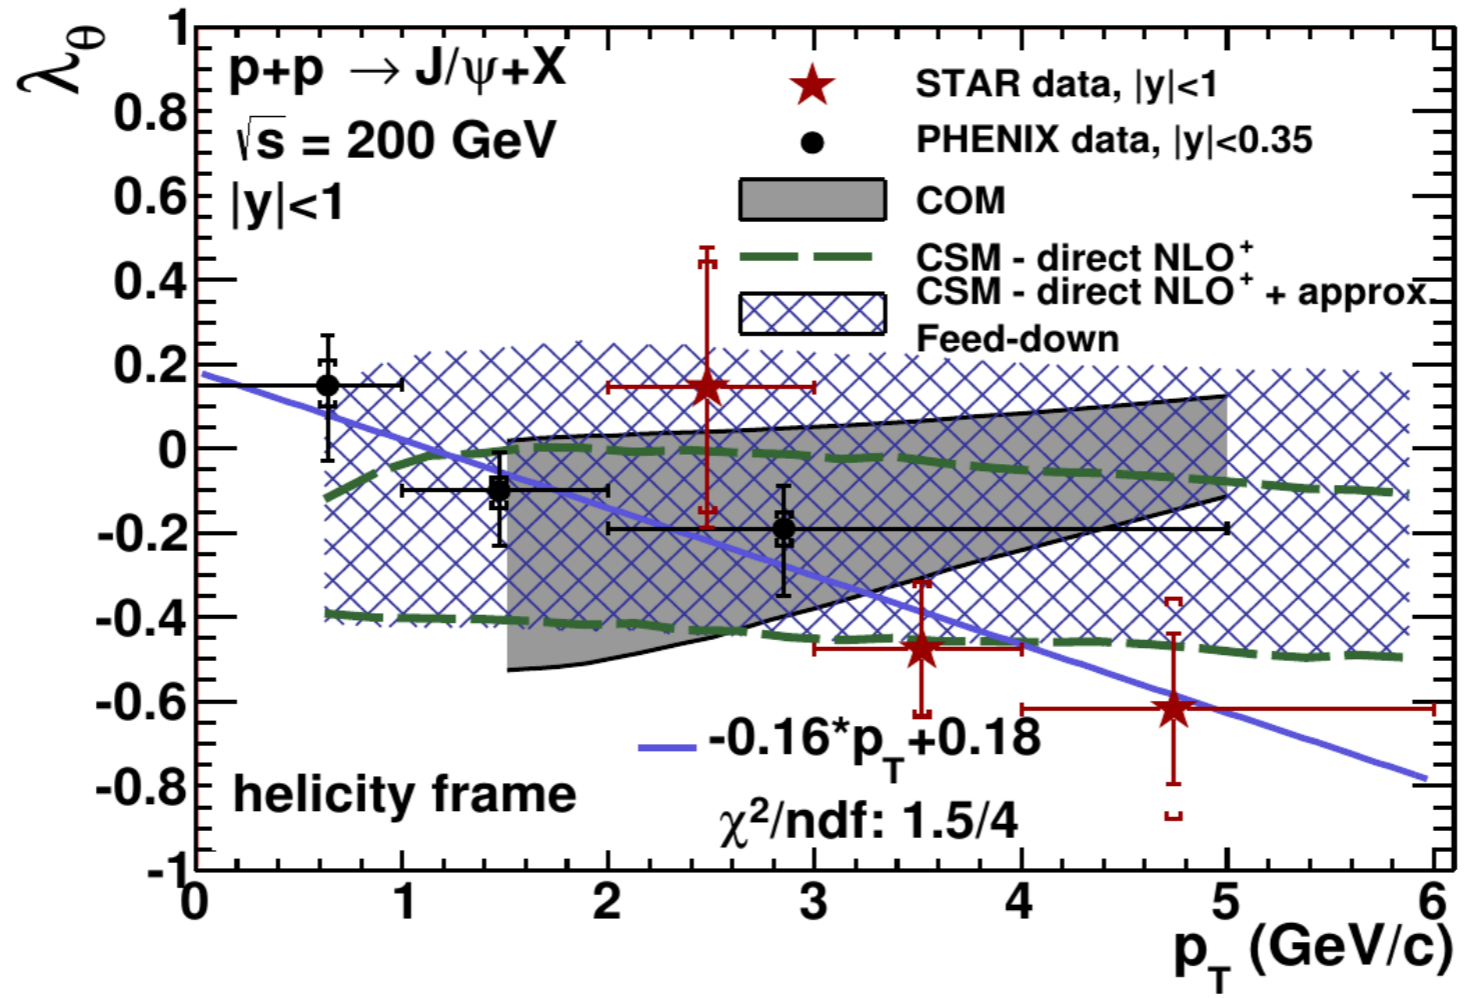 λθ
p+p → J/ψ+X
√s = 200 GeV
|y|<1
STAR data, |y|<1
PHENIX data, |y|<0.35
COM
CSM - direct NLO⁺
CSM - direct NLO⁺ + approx.
Feed-down
1
0.8
0.6
0.4
0.2
0
-0.2
-0.4
-0.6
-0.8
-1
-0.16*pT+0.18
χ²/ndf: 1.5/4
helicity frame
0 1 2 3 4 5 6
pT (GeV/c)